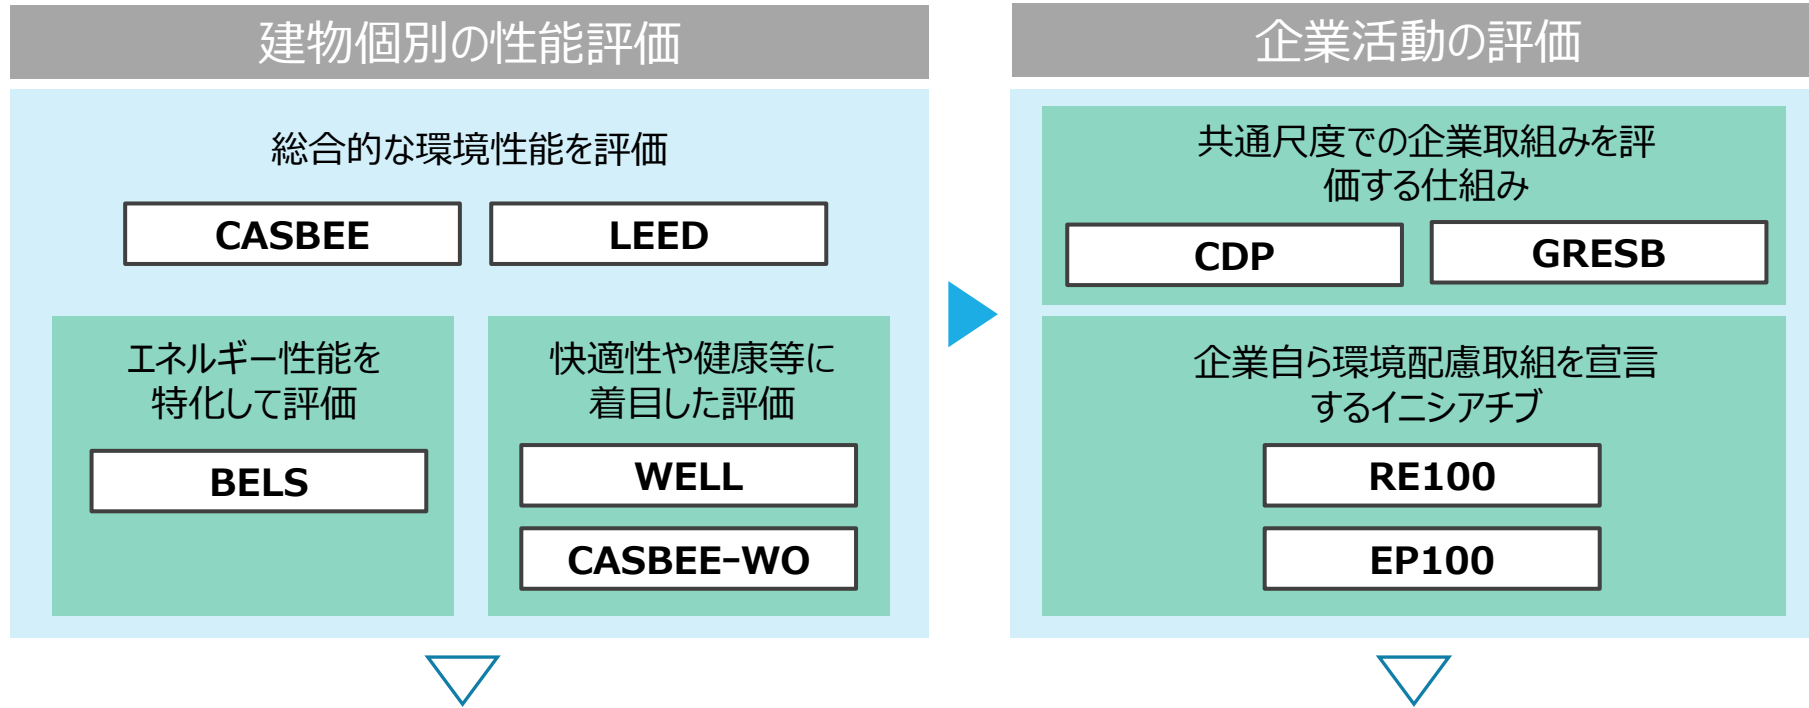 建物個別の性能評価
総合的な環境性能を評価
CASBEE
LEED
エネルギー性能を
特化して評価
BELS
快適性や健康等に
着目した評価
WELL
CASBEE-WO
企業活動の評価
共通尺度での企業取組みを評
価する仕組み
CDP
GRESB
企業自ら環境配慮取組を宣言
するイニシアチブ
RE100
EP100